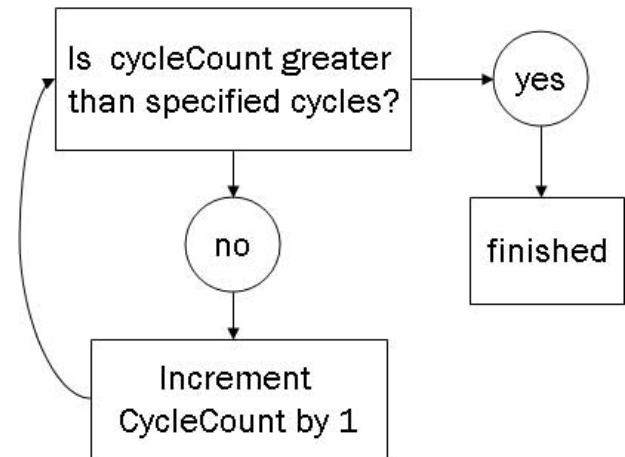 Is cycleCount greater
than specified cycles?
yes
no
finished
Increment
CycleCount by 1